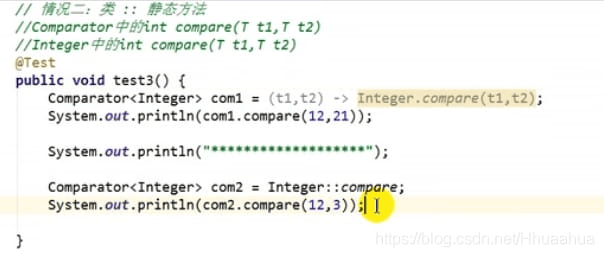 // 情况二：类 :: 静态方法
//Comparator中的int compare(T t1,T t2)
//Integer中的int compare(T t1,T t2)
@Test
public void test3() {
Comparator<Integer> com1 = (t1,t2) -> Integer.compare(t1,t2);
System.out.println(com1.compare(12,21));
System.out.println("*******************");
Comparator<Integer> com2 = Integer::compare;
System.out.println(com2.compare(12,3));
}
https://blog.csdn.net/Hhuaahua